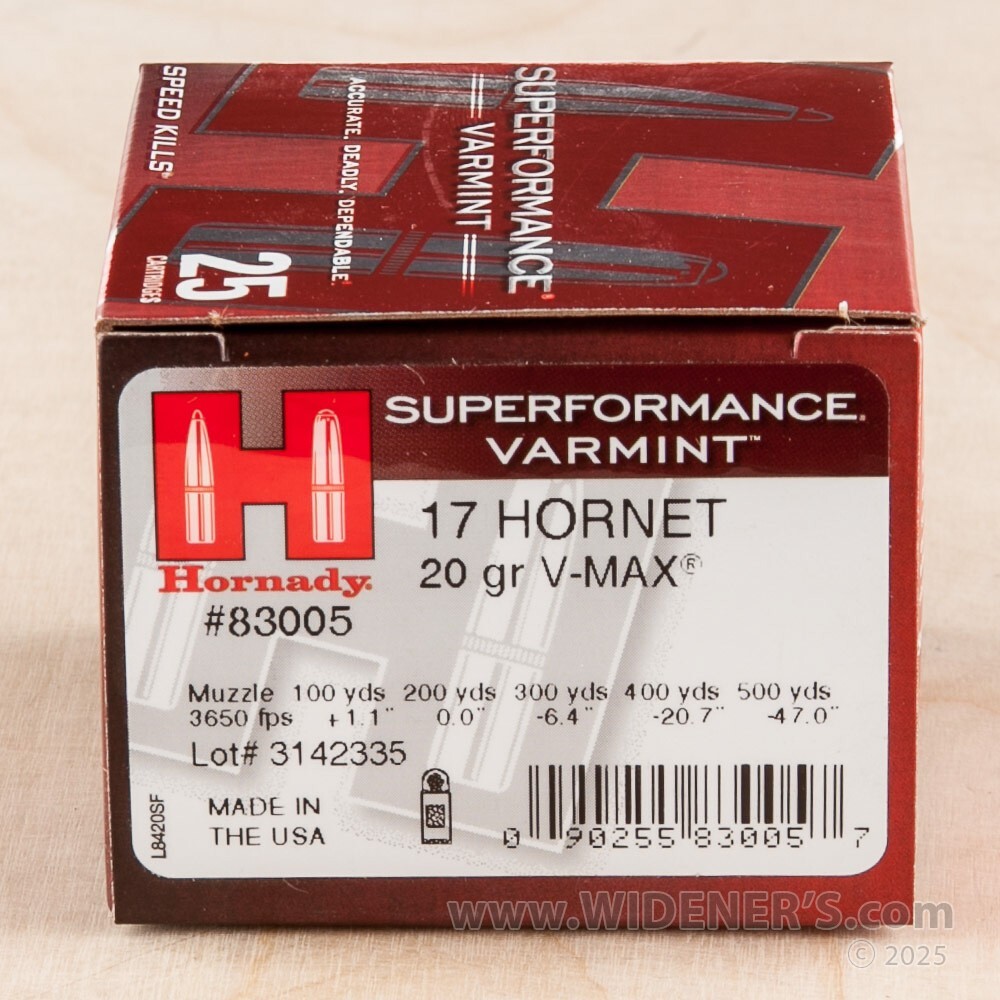 SPEED KILLS®
25
CARTRIDGES
ACCURATE. DEADLY. DEPENDABLE.®
SUPERFORMANCE®
VARMINT
SUPERFORMANCE®
VARMINT™
Hornady®
17 HORNET
20 gr V-MAX®
#83005
Muzzle 100 yds 200 yds 300 yds 400 yds 500 yds
3650 fps +1.1" 0.0" -6.4" -20.7" -47.0"
Lot# 3142335
L8420SF
MADE IN
THE USA
0 90255 83005 7
www.WIDENER'S.com
© 2025